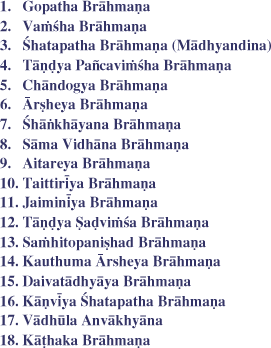 1. Gopatha Brāhmaṇa
2. Vaṁśha Brāhmaṇa
3. Śhatapatha Brāhmaṇa (Mādhyandina)
4. Tāṇḍya Pañcaviṁśha Brāhmaṇa
5. Chāndogya Brāhmaṇa
6. Ārṣheya Brāhmaṇa
7. Śhāṅkhāyana Brāhmaṇa
8. Sāma Vidhāna Brāhmaṇa
9. Aitareya Brāhmaṇa
10. Taittirīya Brāhmaṇa
11. Jaiminīya Brāhmaṇa
12. Tāṇḍya Ṣaḍviṁśa Brāhmaṇa
13. Saṁhitopaniṣhad Brāhmaṇa
14. Kauthuma Ārsheya Brāhmaṇa
15. Daivatādhyāya Brāhmaṇa
16. Kāṇvīya Śhatapatha Brāhmaṇa
17. Vādhūla Anvākhyāna
18. Kāṭhaka Brāhmaṇa